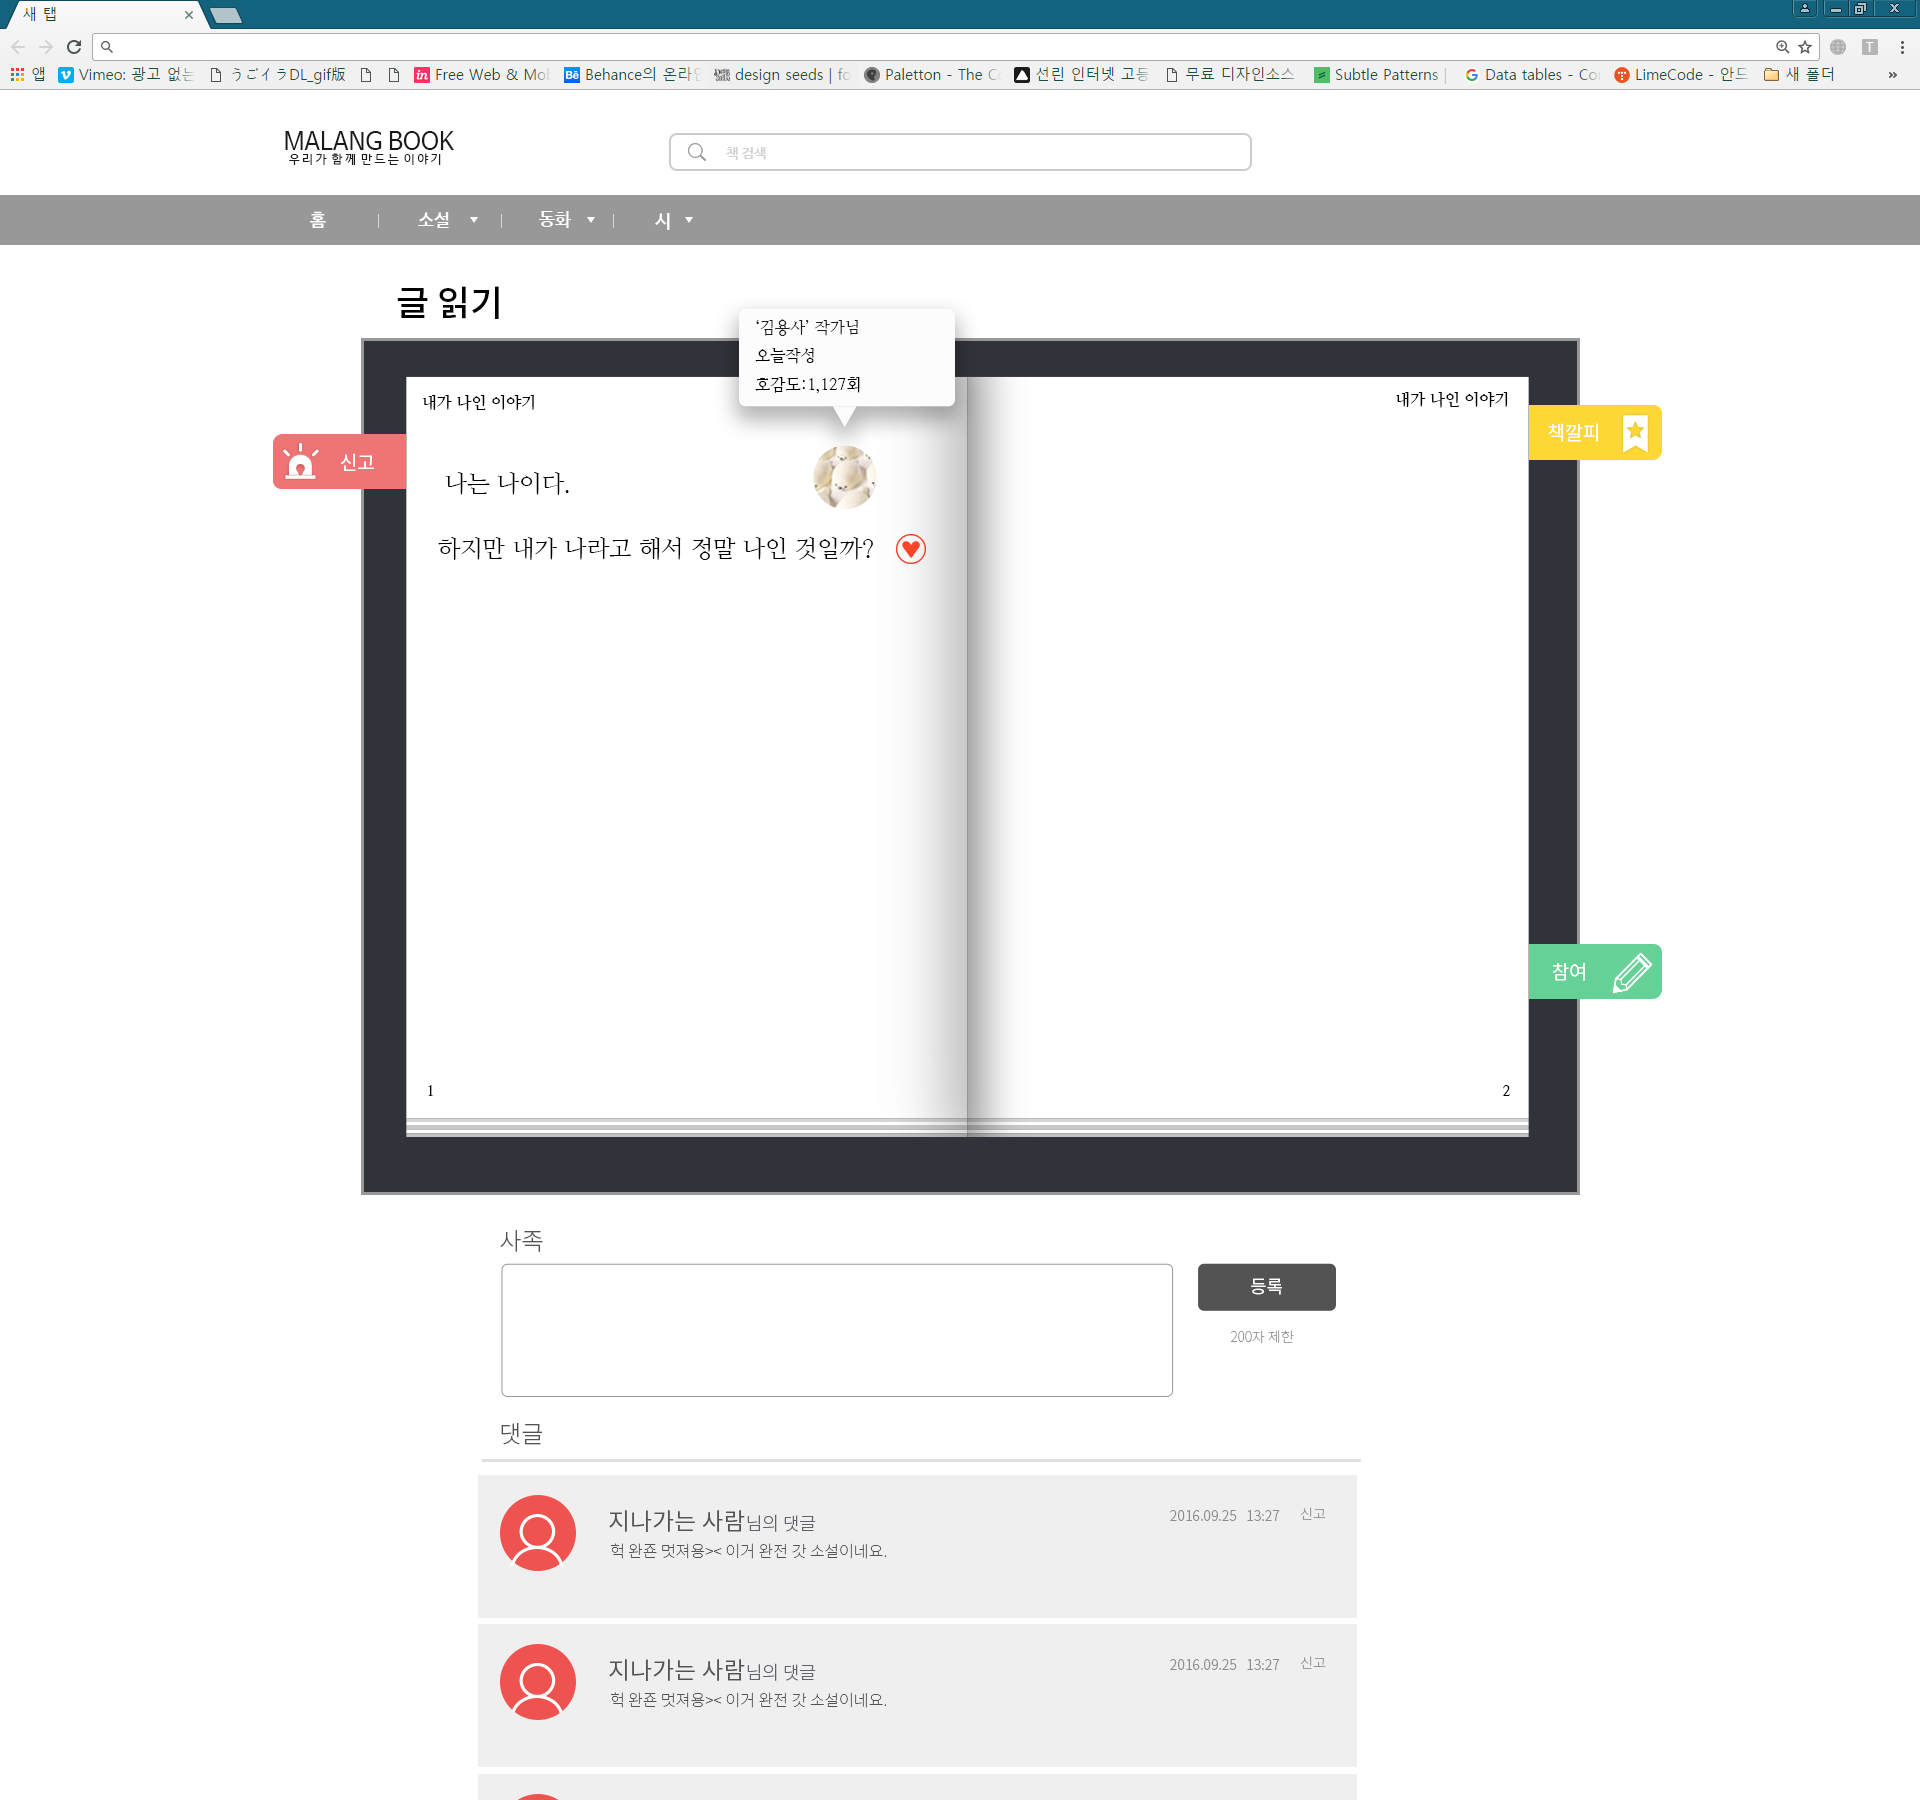 새 탭
앱
Vimeo: 광고 없는
うごイラDL_gif版
Free Web & Mob
Behance의 온라인
design seeds | fo
Paletton - The Co
선린 인터넷 고등
무료 디자인소스
Subtle Patterns |
Data tables - Con
LimeCode - 안드
새 폴더
MALANG BOOK
우리가 함께 만드는 이야기
책 검색
홈
소설
동화
시
글 읽기
‘김용사’ 작가님
오늘작성
호감도:1,127회
내가 나인 이야기
내가 나인 이야기
책깔피
신고
나는 나이다.
하지만 내가 나라고 해서 정말 나인 것일까?
참여
1
2
사족
등록
200자 제한
댓글
지나가는 사람님의 댓글
2016.09.25 13:27
신고
헉 완죤 멋져용>< 이거 완전 갓 소설이네요.
지나가는 사람님의 댓글
2016.09.25 13:27
신고
헉 완죤 멋져용>< 이거 완전 갓 소설이네요.